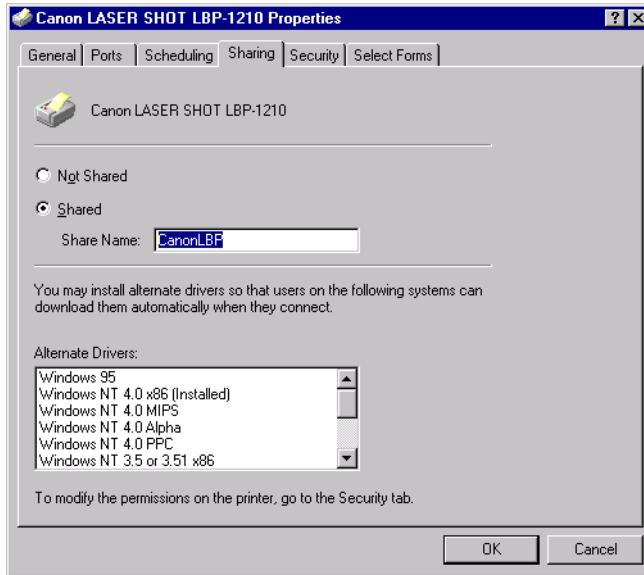 Canon LASER SHOT LBP-1210 Properties
General Ports Scheduling Sharing Security Select Forms
Canon LASER SHOT LBP-1210
Not Shared
Shared
Share Name: CanonLBP
You may install alternate drivers so that users on the following systems can
download them automatically when they connect.
Alternate Drivers:
Windows 95
Windows NT 4.0 x86 (Installed)
Windows NT 4.0 MIPS
Windows NT 4.0 Alpha
Windows NT 4.0 PPC
Windows NT 3.5 or 3.51 x86
To modify the permissions on the printer, go to the Security tab.
OK Cancel